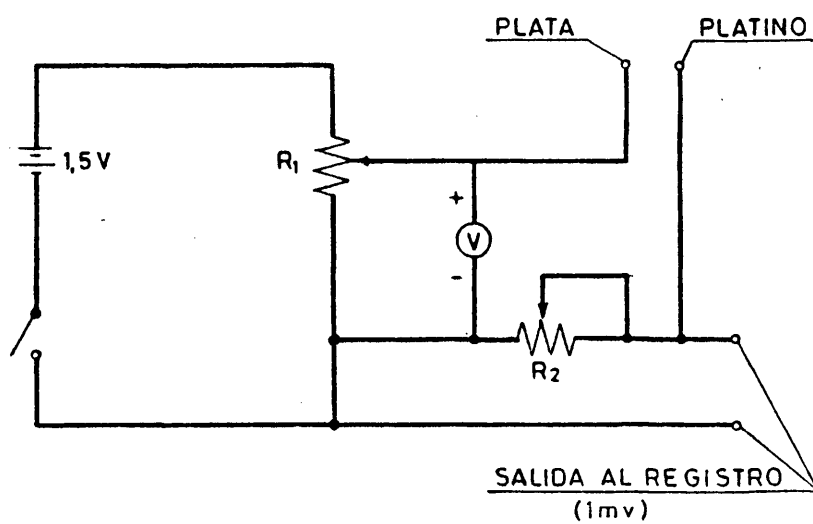 PLATA
PLATINO
1,5 V
R1
+
V
-
R2
SALIDA AL REGISTRO
(1mv)